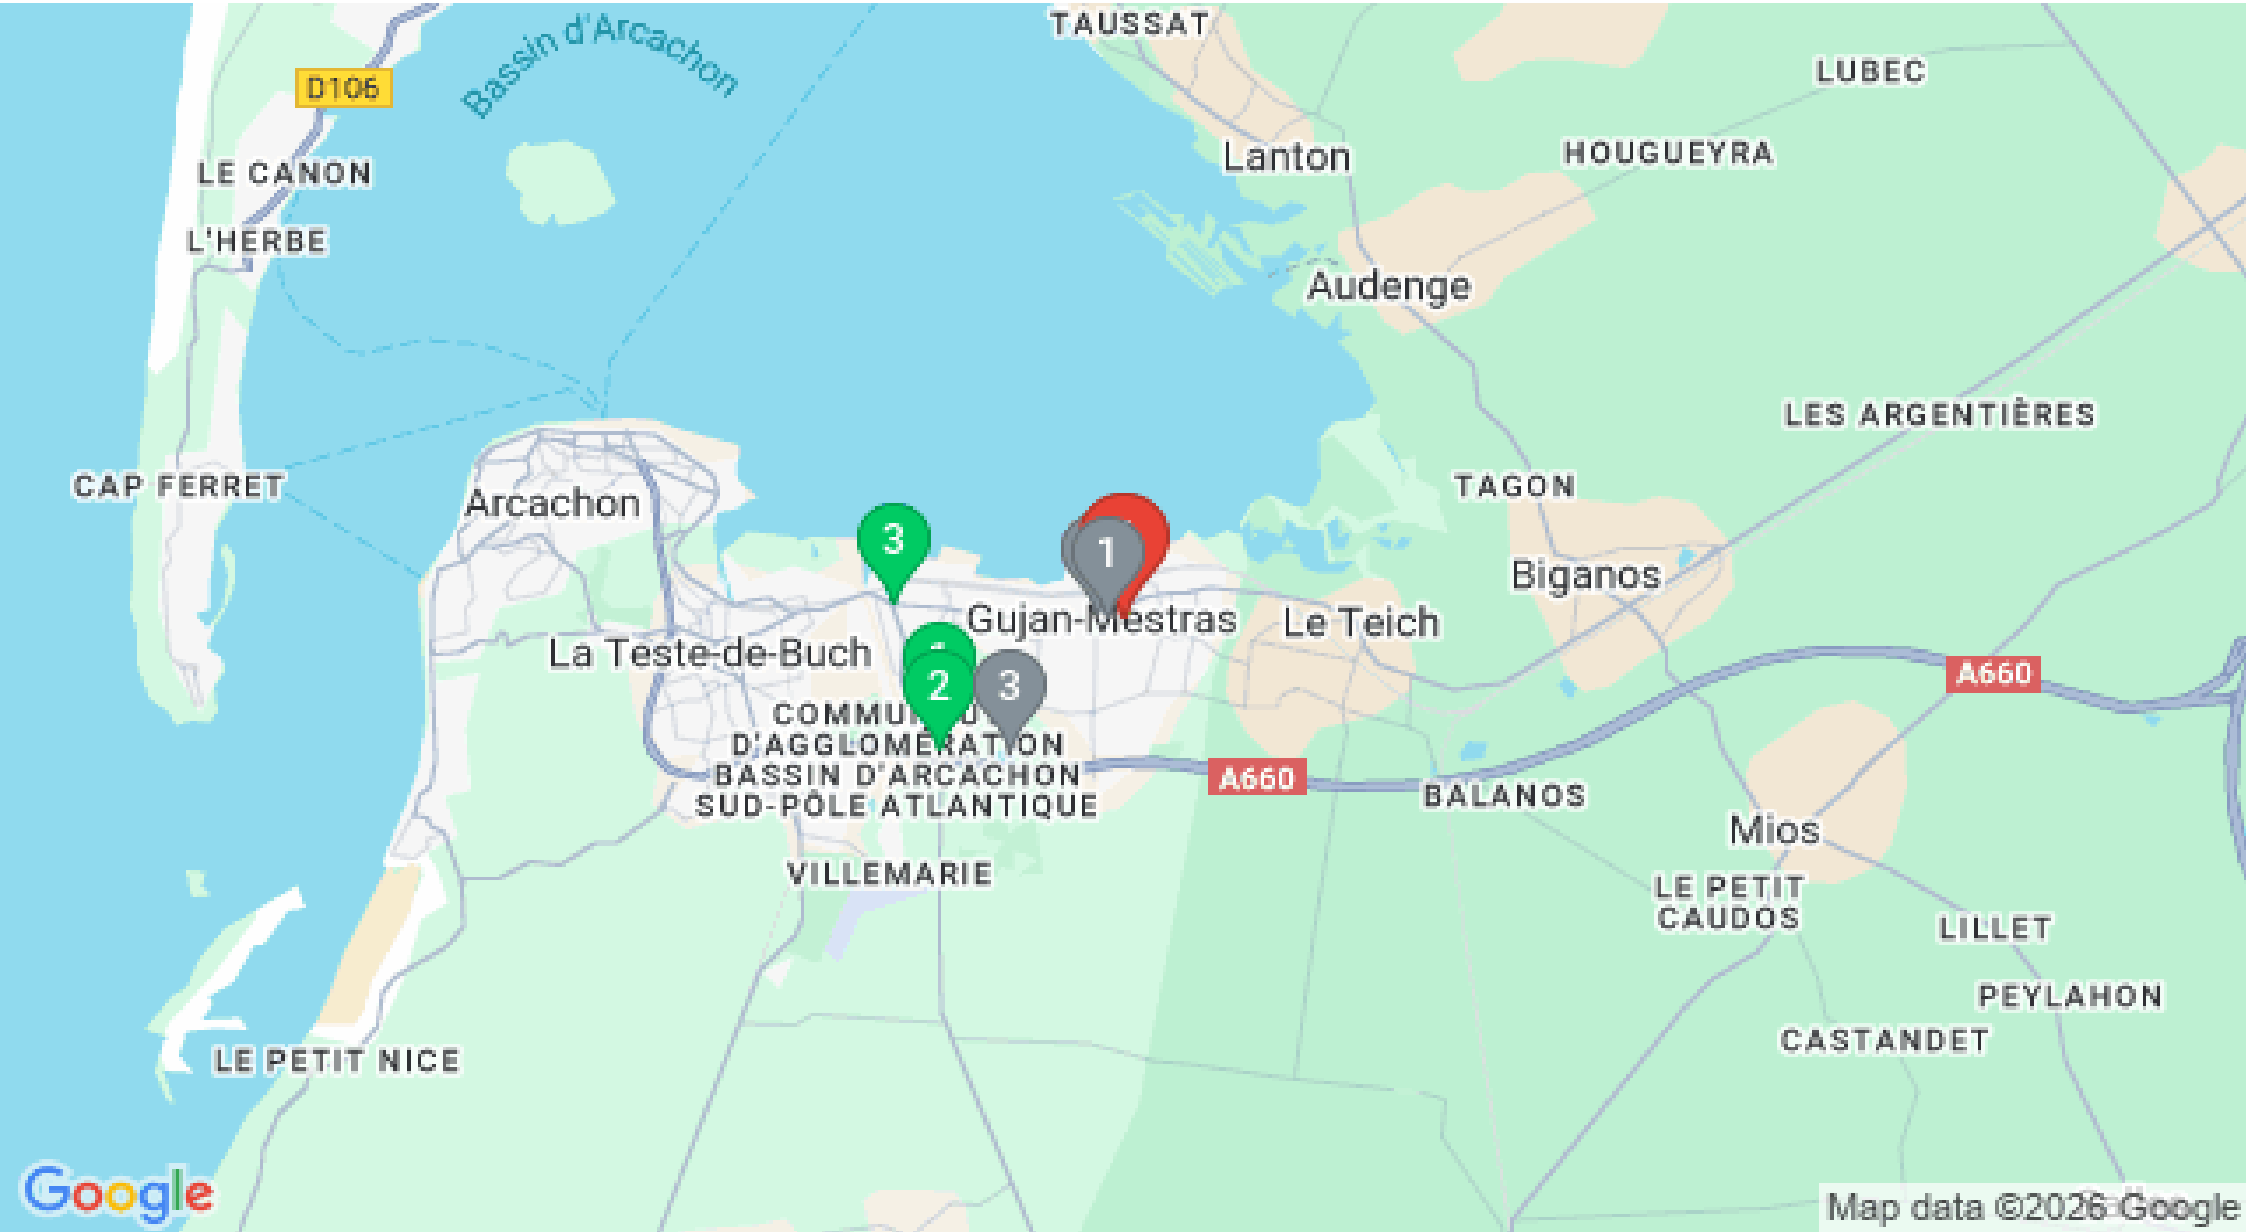 TAUSSAT
Bassin d'Arcachon
LUBEC
D106
HOUGUEYRA
Lanton
LE CANON
L'HERBE
Audenge
LES ARGENTIÈRES
CAP FERRET
TAGON
Arcachon
3
1
Biganos
Gujan-Mestras
Le Teich
La Teste-de-Buch
A660
2
3
D'AGGLOMÉRATION
BASSIN D'ARCACHON
SUD-PÔLE ATLANTIQUE
A660
BALANOS
Mios
VILLEMARIE
LE PETIT
CAUDOS
LILLET
PEYLAHON
CASTANDET
LE PETIT NICE
Google
Map data ©2026 Google